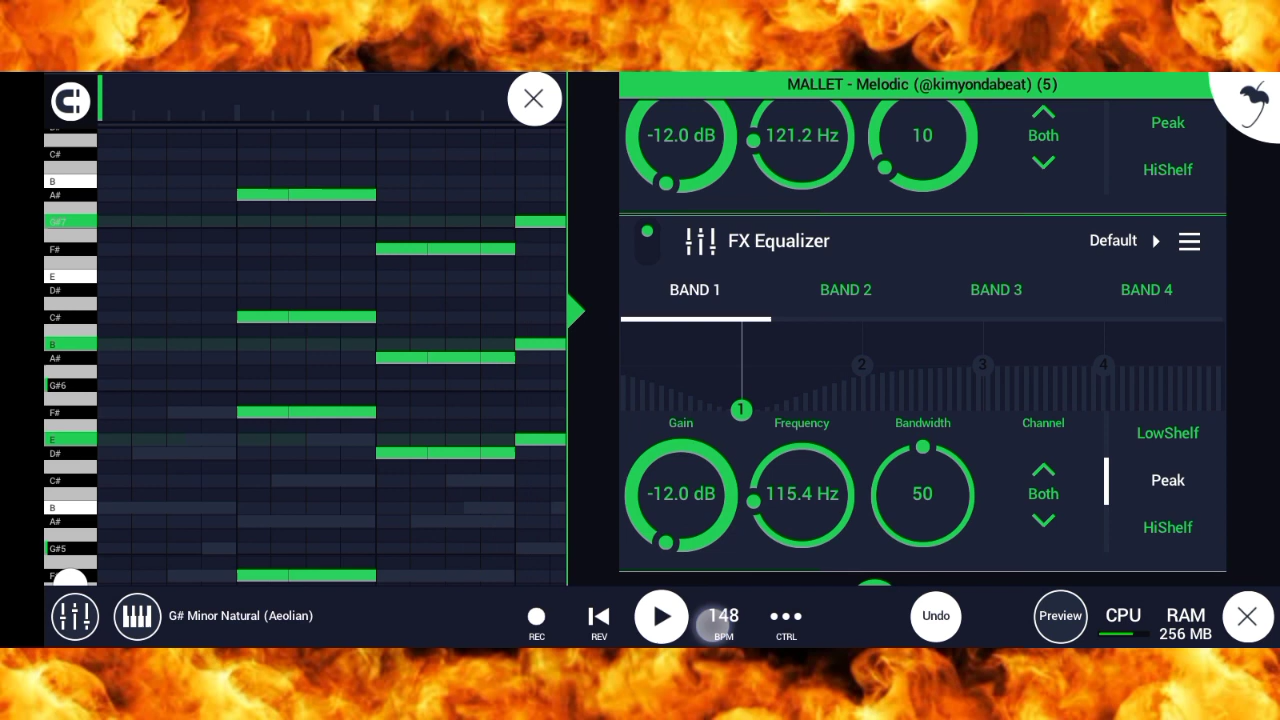 MALLET - Melodic (@kimyondabeat) (5)
-12.0 dB
121.2 Hz
10
Both
Peak
HiShelf
FX Equalizer
Default
BAND 1
BAND 2
BAND 3
BAND 4
1
2
3
4
Gain
Frequency
Bandwidth
Channel
-12.0 dB
115.4 Hz
50
Both
LowShelf
Peak
HiShelf
C#
B
A#
G#7
F#
E
D#
C#
B
A#
G#6
F#
E
D#
C#
B
A#
G#5
G# Minor Natural (Aeolian)
REC
REV
148
BPM
CTRL
Undo
Preview
CPU
RAM
256 MB